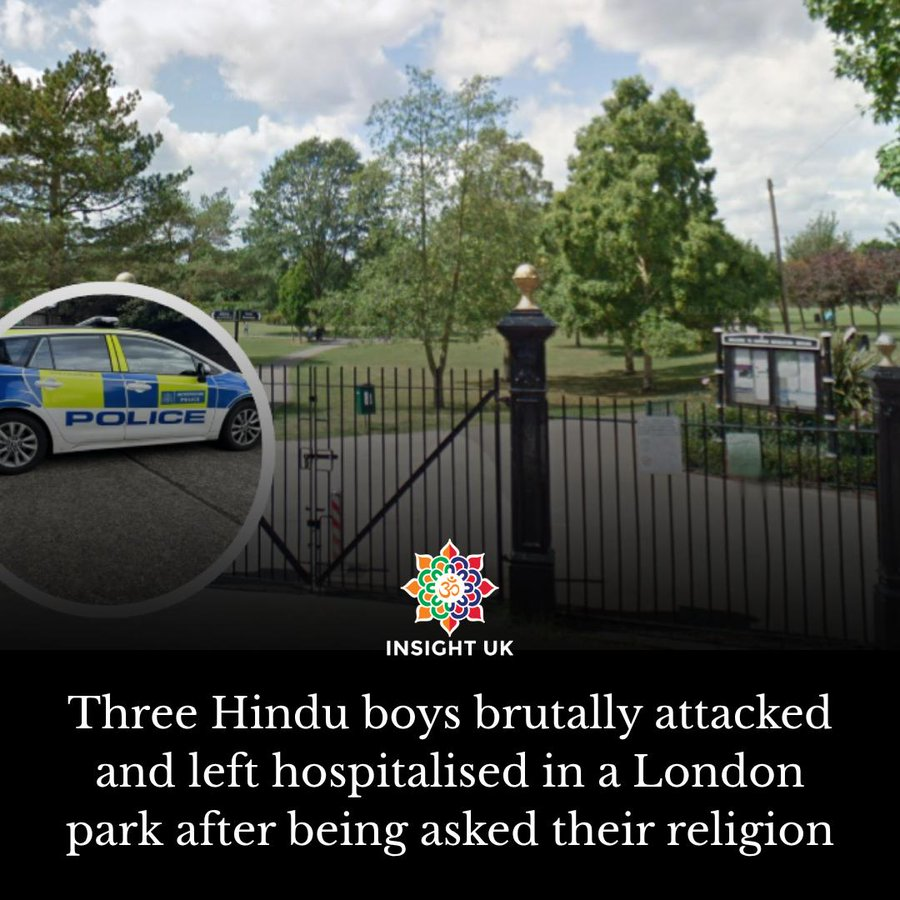 POLICE
ॐ
INSIGHT UK
Three Hindu boys brutally attacked
and left hospitalised in a London
park after being asked their religion